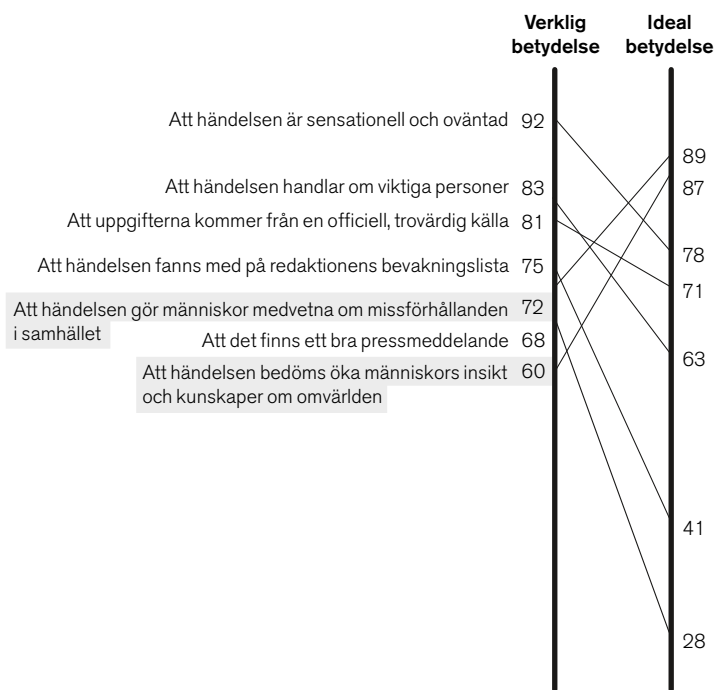 Verklig
betydelse
Ideal
betydelse
Att händelsen är sensationell och oväntad 92
89
Att händelsen handlar om viktiga personer 83
87
Att uppgifterna kommer från en officiell, trovärdig källa 81
78
Att händelsen fanns med på redaktionens bevakningslista 75
71
Att händelsen gör människor medvetna om missförhållanden 72
i samhället
Att det finns ett bra pressmeddelande 68
63
Att händelsen bedöms öka människors insikt 60
och kunskaper om omvärlden
41
28